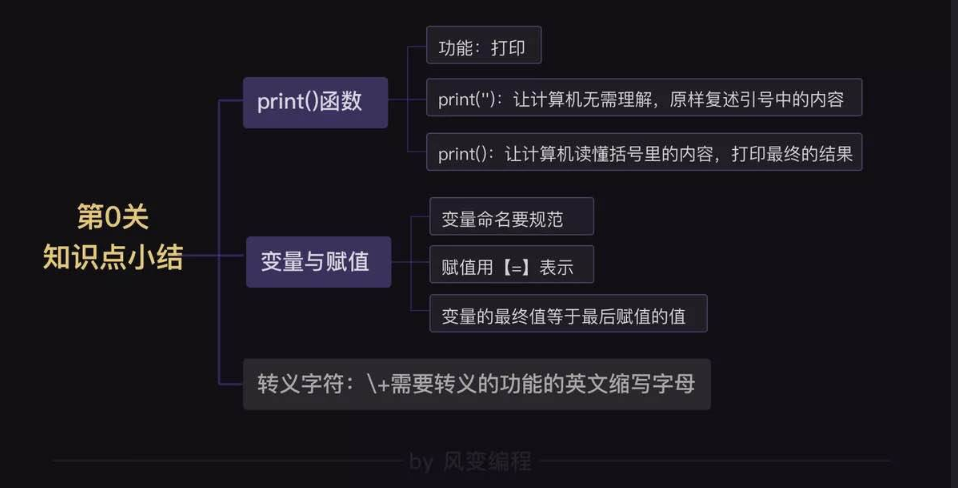 第0关
知识点小结
print()函数
功能：打印
print('')：让计算机无需理解，原样复述引号中的内容
print()：让计算机读懂括号里的内容，打印最终的结果
变量与赋值
变量命名要规范
赋值用【=】表示
变量的最终值等于最后赋值的值
转义字符：\+需要转义的功能的英文缩写字母
by 风变编程